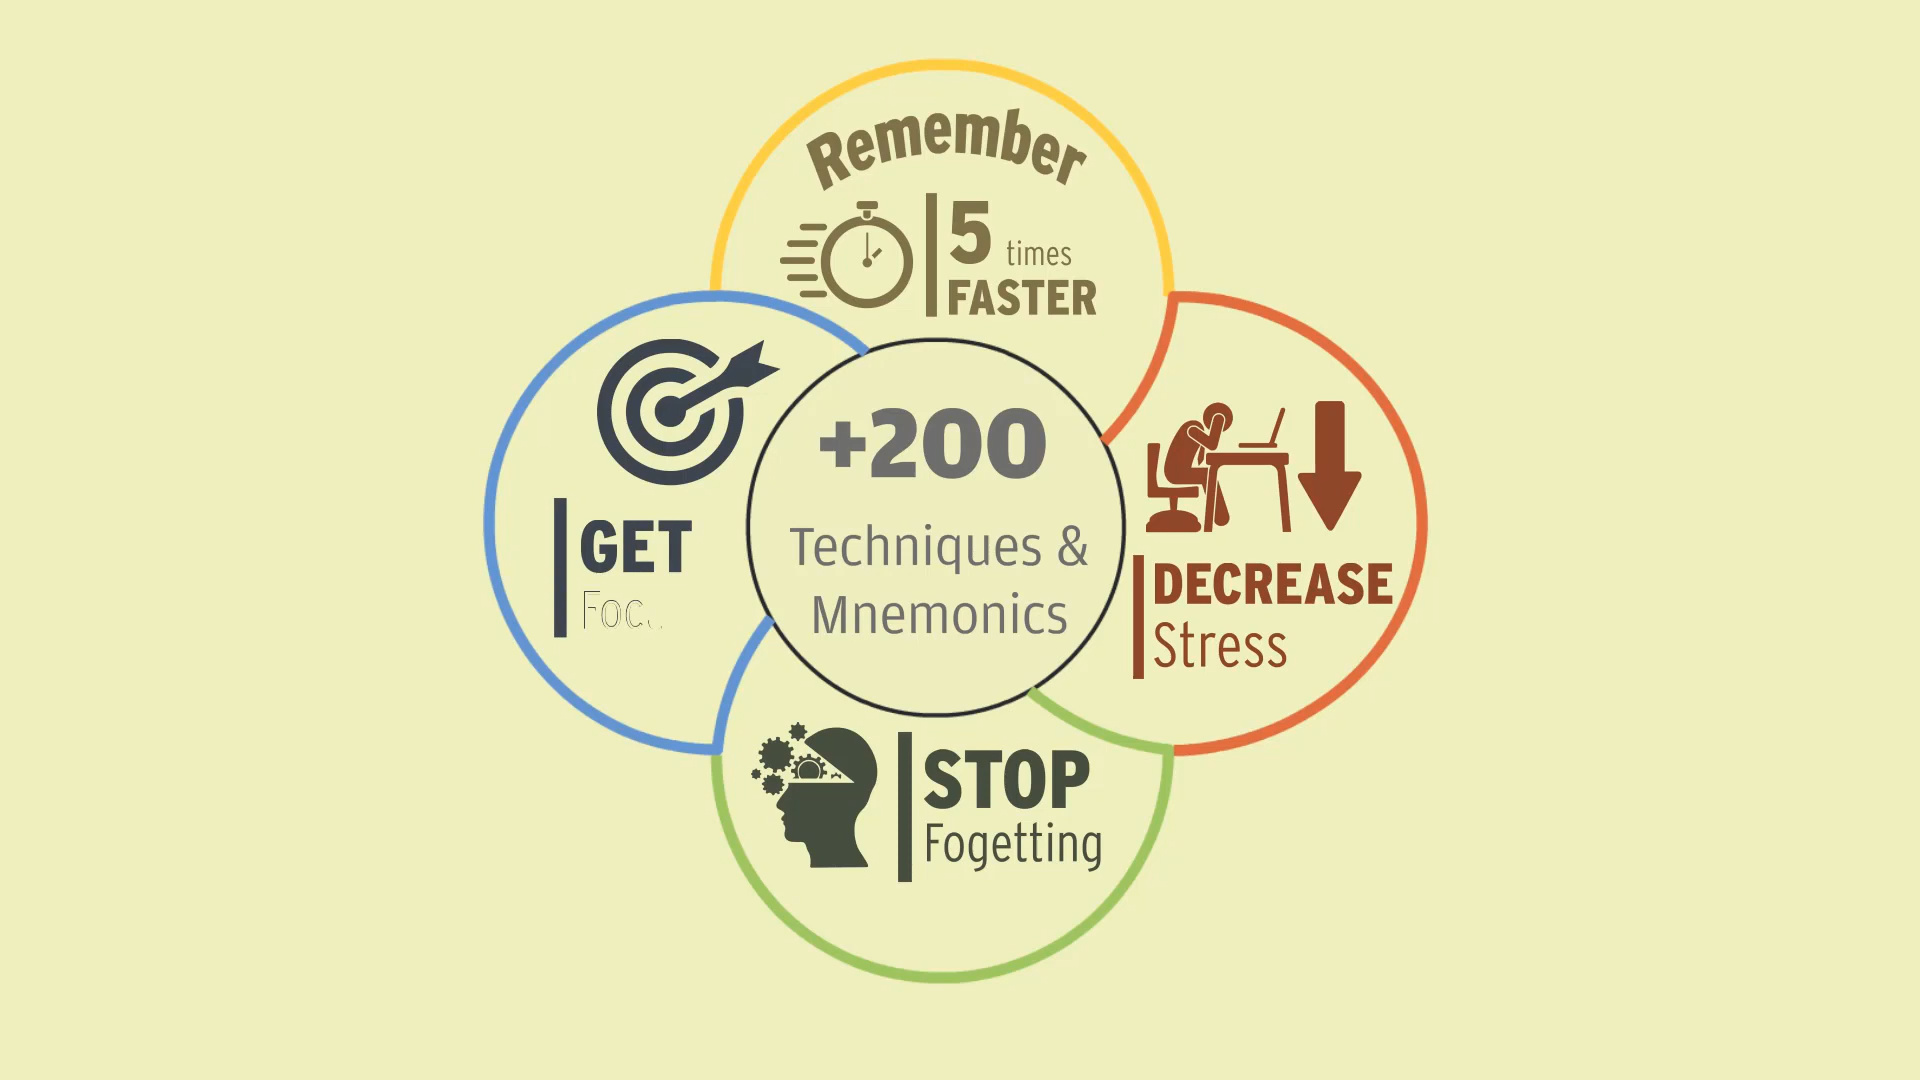 Remember
5 times
FASTER
+200
Techniques &
Mnemonics
GET
DECREASE
Stress
STOP
Fogetting